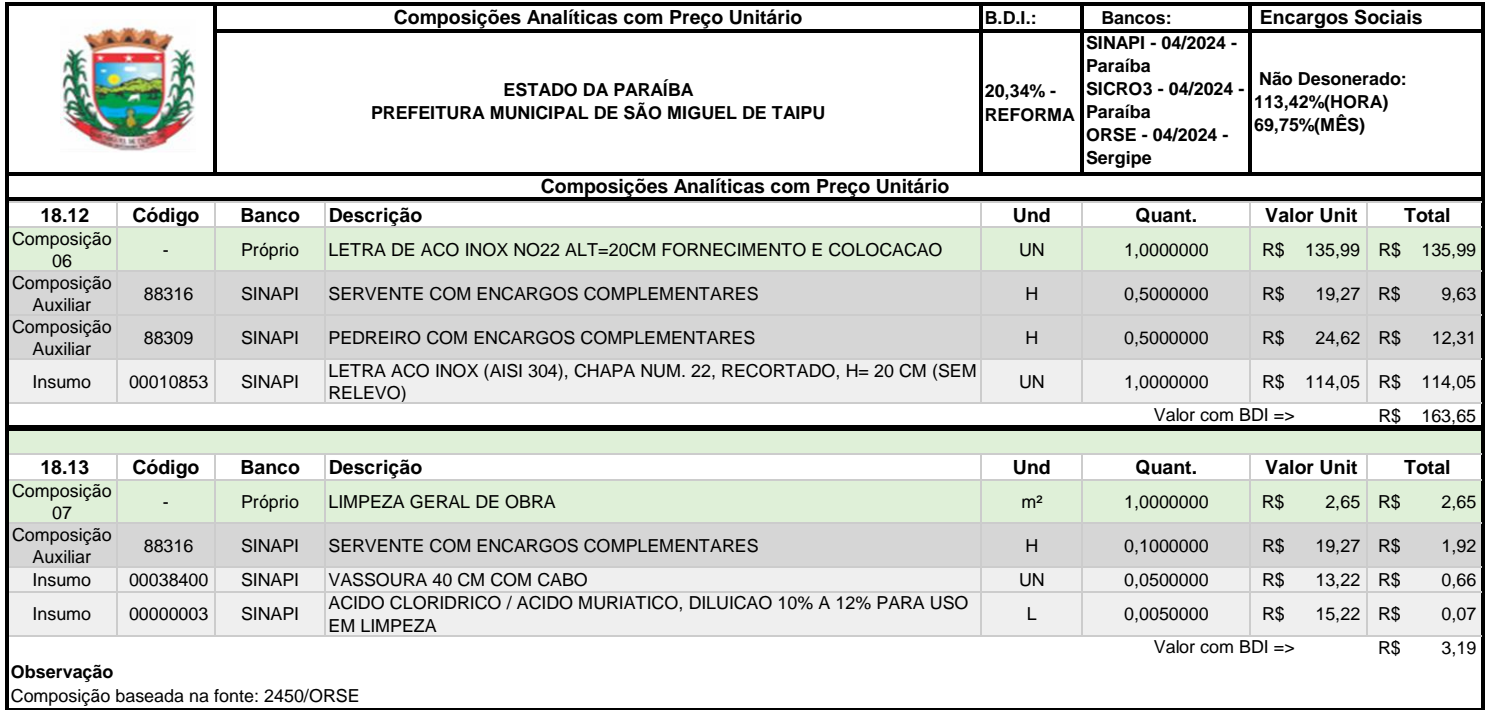 Composições Analíticas com Preço Unitário B.D.I.: Bancos: Encargos Sociais
ESTADO DA PARAÍBA
PREFEITURA MUNICIPAL DE SÃO MIGUEL DE TAIPU
20,34% -
REFORMA
SINAPI - 04/2024 -
Paraíba
SICRO3 - 04/2024 -
Paraíba
ORSE - 04/2024 -
Sergipe
Não Desonerado:
113,42%(HORA)
69,75%(MÊS)
Composições Analíticas com Preço Unitário
18.12 Código Banco Descrição Und Quant. Valor Unit Total
Composição
06 - Próprio LETRA DE ACO INOX NO22 ALT=20CM FORNECIMENTO E COLOCACAO UN 1,0000000 R$ 135,99 R$ 135,99
Composição
Auxiliar 88316 SINAPI SERVENTE COM ENCARGOS COMPLEMENTARES H 0,5000000 R$ 19,27 R$ 9,63
Composição
Auxiliar 88309 SINAPI PEDREIRO COM ENCARGOS COMPLEMENTARES H 0,5000000 R$ 24,62 R$ 12,31
Insumo 00010853 SINAPI LETRA ACO INOX (AISI 304), CHAPA NUM. 22, RECORTADO, H= 20 CM (SEM
RELEVO) UN 1,0000000 R$ 114,05 R$ 114,05
Valor com BDI => R$ 163,65
18.13 Código Banco Descrição Und Quant. Valor Unit Total
Composição
07 - Próprio LIMPEZA GERAL DE OBRA m² 1,0000000 R$ 2,65 R$ 2,65
Composição
Auxiliar 88316 SINAPI SERVENTE COM ENCARGOS COMPLEMENTARES H 0,1000000 R$ 19,27 R$ 1,92
Insumo 00038400 SINAPI VASSOURA 40 CM COM CABO UN 0,0500000 R$ 13,22 R$ 0,66
Insumo 00000003 SINAPI ACIDO CLORIDRICO / ACIDO MURIATICO, DILUICAO 10% A 12% PARA USO
EM LIMPEZA L 0,0050000 R$ 15,22 R$ 0,07
Valor com BDI => R$ 3,19
Observação
Composição baseada na fonte: 2450/ORSE